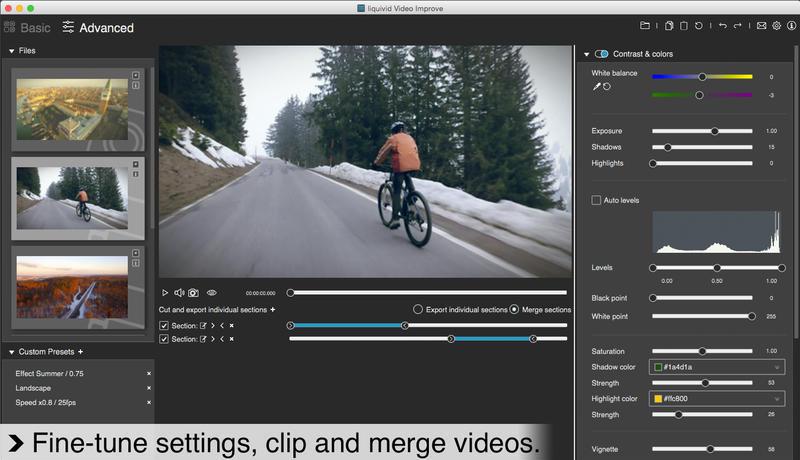 liquivid Video Improve
Basic
Advanced
Files
00:00:00.000
Cut and export individual sections +
Export individual sections
Merge sections
Section:
Section:
Custom Presets +
Effect Summer / 0.75
Landscape
Speed x0.8 / 25fps
Contrast & colors
White balance
0
-3
Exposure
1.00
Shadows
15
Highlights
0
Auto levels
Levels
0.00
0.50
1.00
Black point
0
White point
255
Saturation
1.00
Shadow color
#1a4d1a
Strength
53
Highlight color
#ffc800
Strength
26
Vignette
58
Fine-tune settings, clip and merge videos.